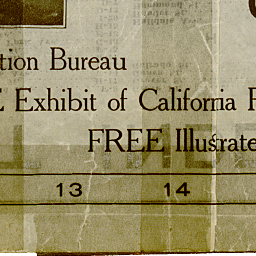 tion Bureau
E Exhibit of California F
FREE Illustrate
13 14